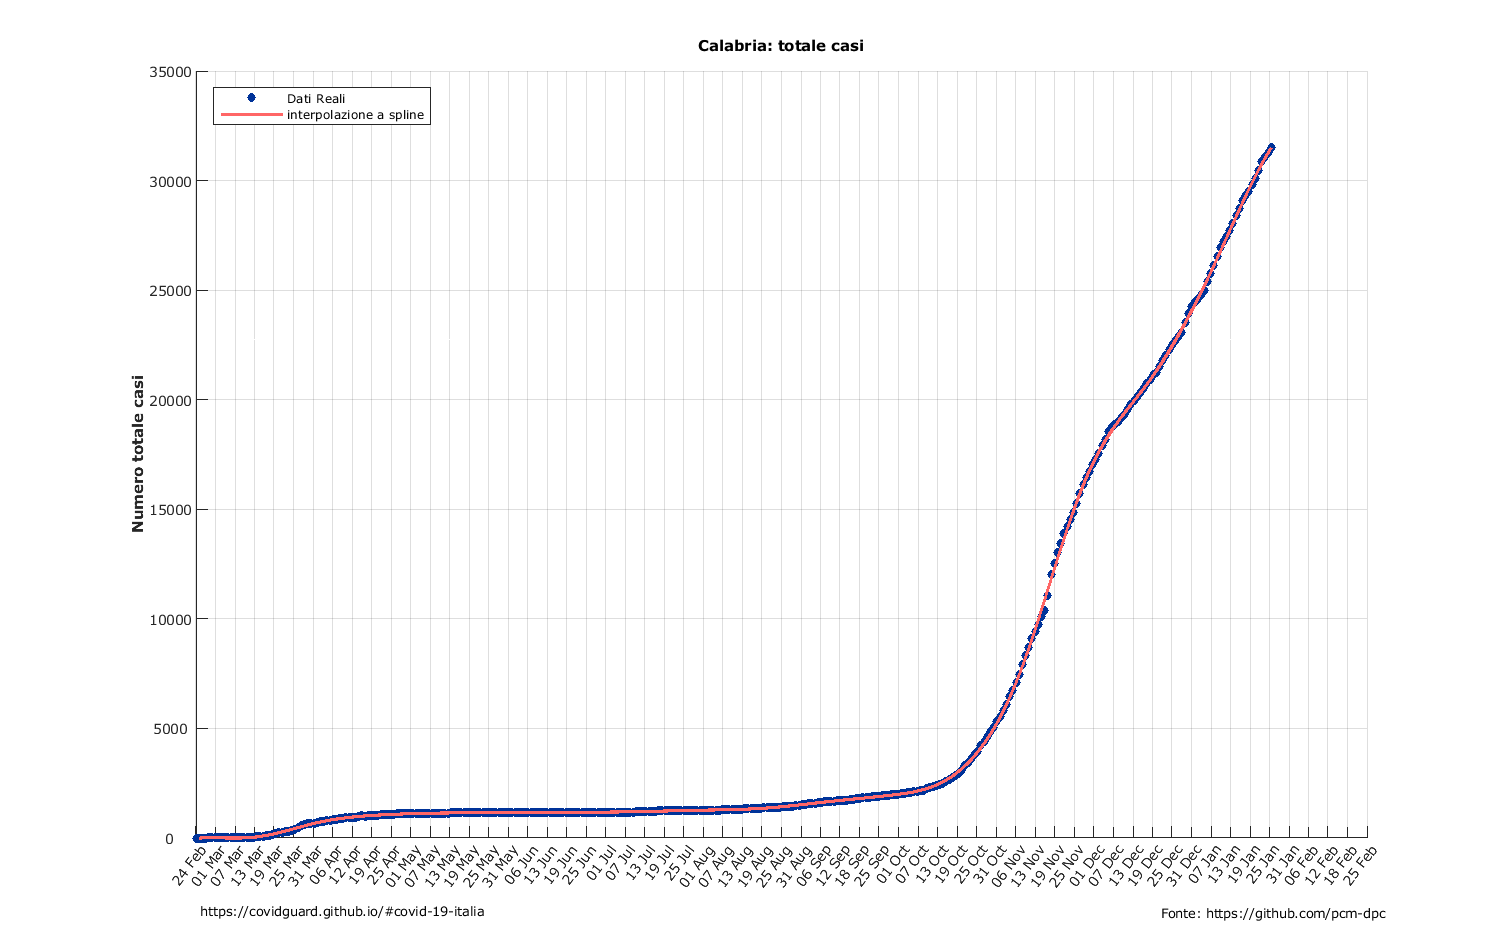 Calabria: totale casi
35000
30000
25000
20000
15000
10000
5000
0
Numero totale casi
Dati Reali
interpolazione a spline
24 Feb
01 Mar
07 Mar
13 Mar
19 Mar
25 Mar
31 Mar
06 Apr
12 Apr
19 Apr
25 Apr
01 May
07 May
13 May
19 May
25 May
31 May
06 Jun
13 Jun
19 Jun
25 Jun
01 Jul
07 Jul
13 Jul
19 Jul
25 Jul
01 Aug
07 Aug
13 Aug
19 Aug
25 Aug
31 Aug
06 Sep
12 Sep
18 Sep
25 Sep
01 Oct
07 Oct
13 Oct
19 Oct
25 Oct
31 Oct
06 Nov
13 Nov
19 Nov
25 Nov
01 Dec
07 Dec
13 Dec
19 Dec
25 Dec
31 Dec
07 Jan
13 Jan
19 Jan
25 Jan
31 Jan
06 Feb
12 Feb
18 Feb
25 Feb
https://covidguard.github.io/#covid-19-italia
Fonte: https://github.com/pcm-dpc